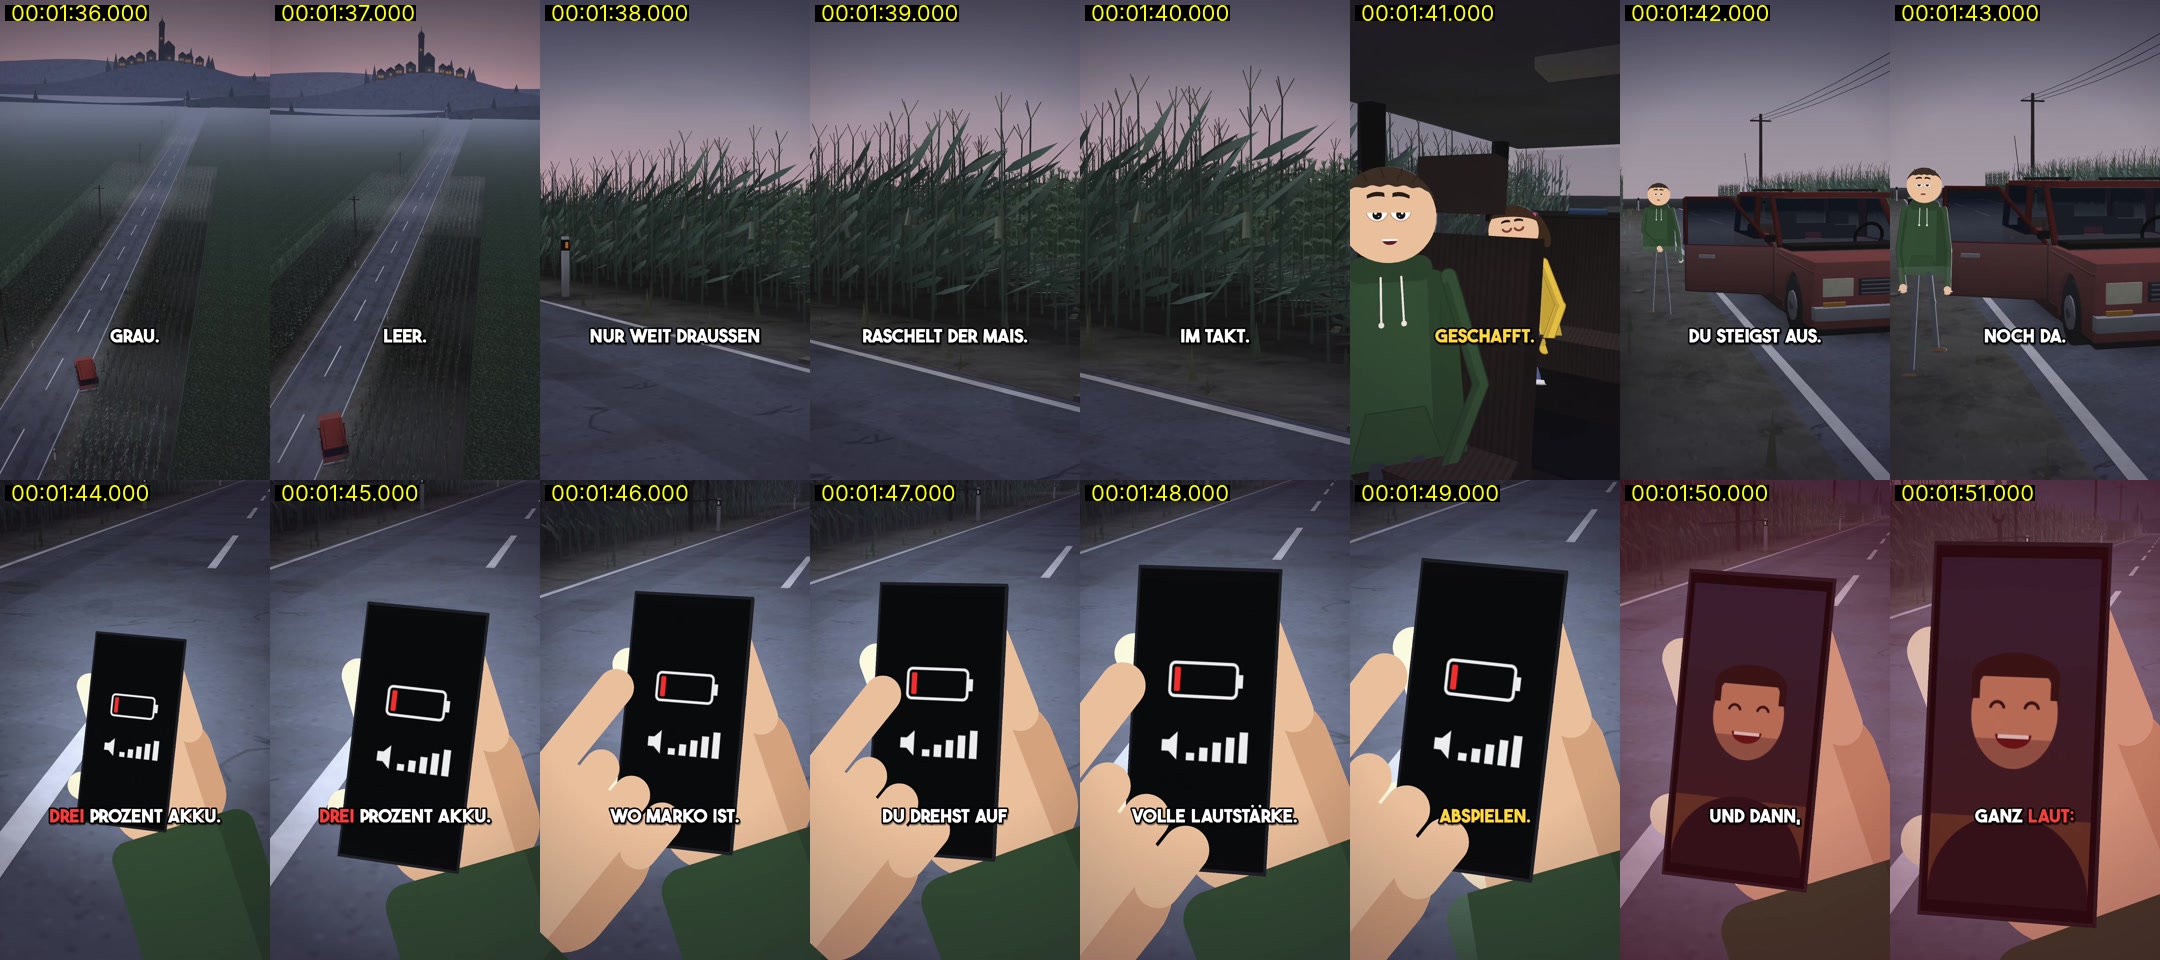 00:01:36.000
GRAU.
00:01:37.000
LEER.
00:01:38.000
NUR WEIT DRAUSSEN
00:01:39.000
RASCHELT DER MAIS.
00:01:40.000
IM TAKT.
00:01:41.000
GESCHAFFT.
00:01:42.000
DU STEIGST AUS.
00:01:43.000
NOCH DA.
00:01:44.000
DREI PROZENT AKKU.
00:01:45.000
DREI PROZENT AKKU.
00:01:46.000
WO MARKO IST.
00:01:47.000
DU DREHST AUF
00:01:48.000
VOLLE LAUTSTÄRKE.
00:01:49.000
ABSPIELEN.
00:01:50.000
UND DANN,
00:01:51.000
GANZ LAUT: